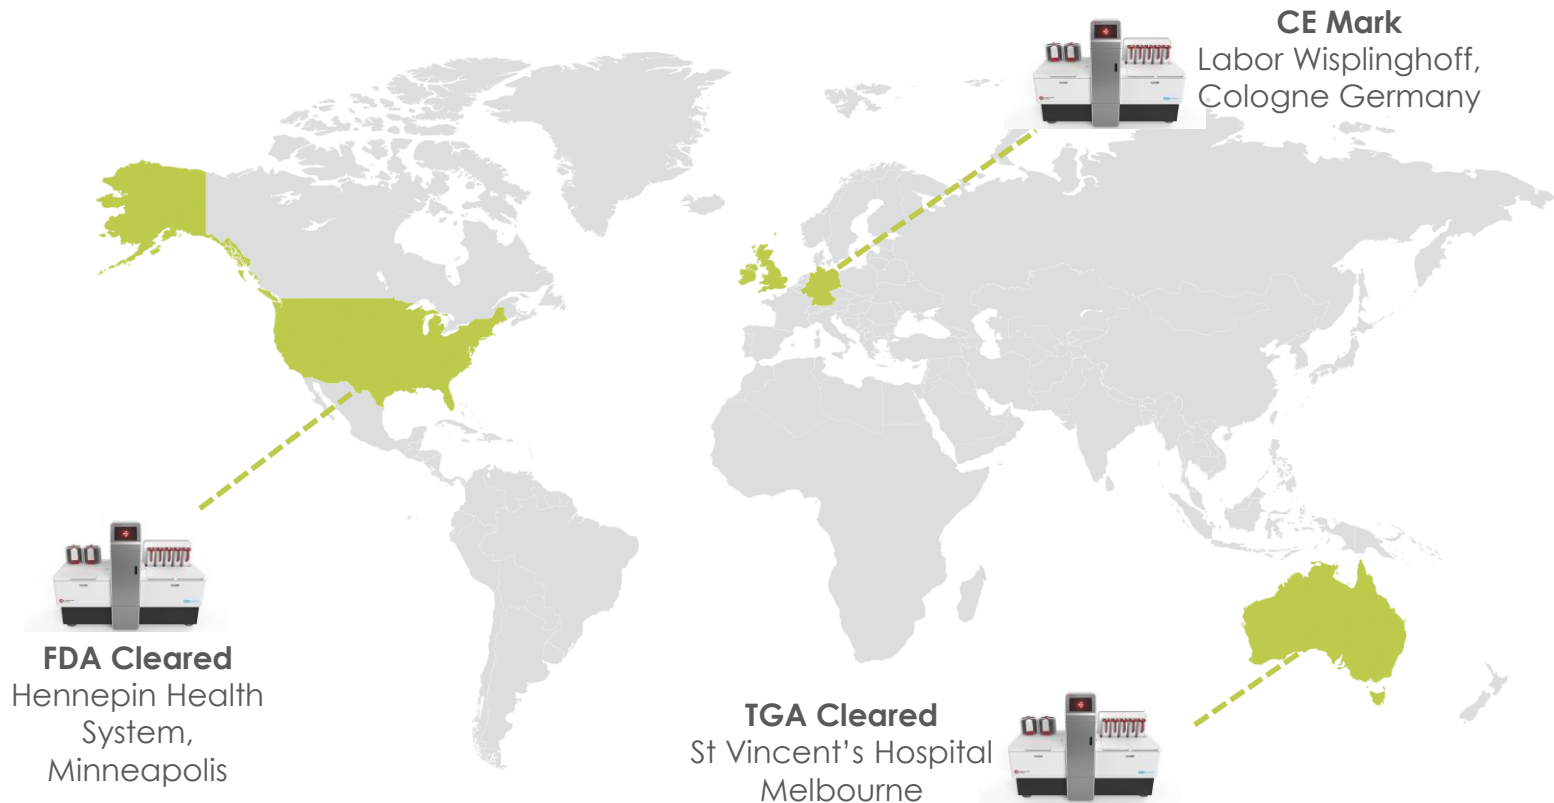 CE Mark
Labor Wisplinghoff,
Cologne Germany
FDA Cleared
Hennepin Health
System,
Minneapolis
TGA Cleared
St Vincent’s Hospital
Melbourne